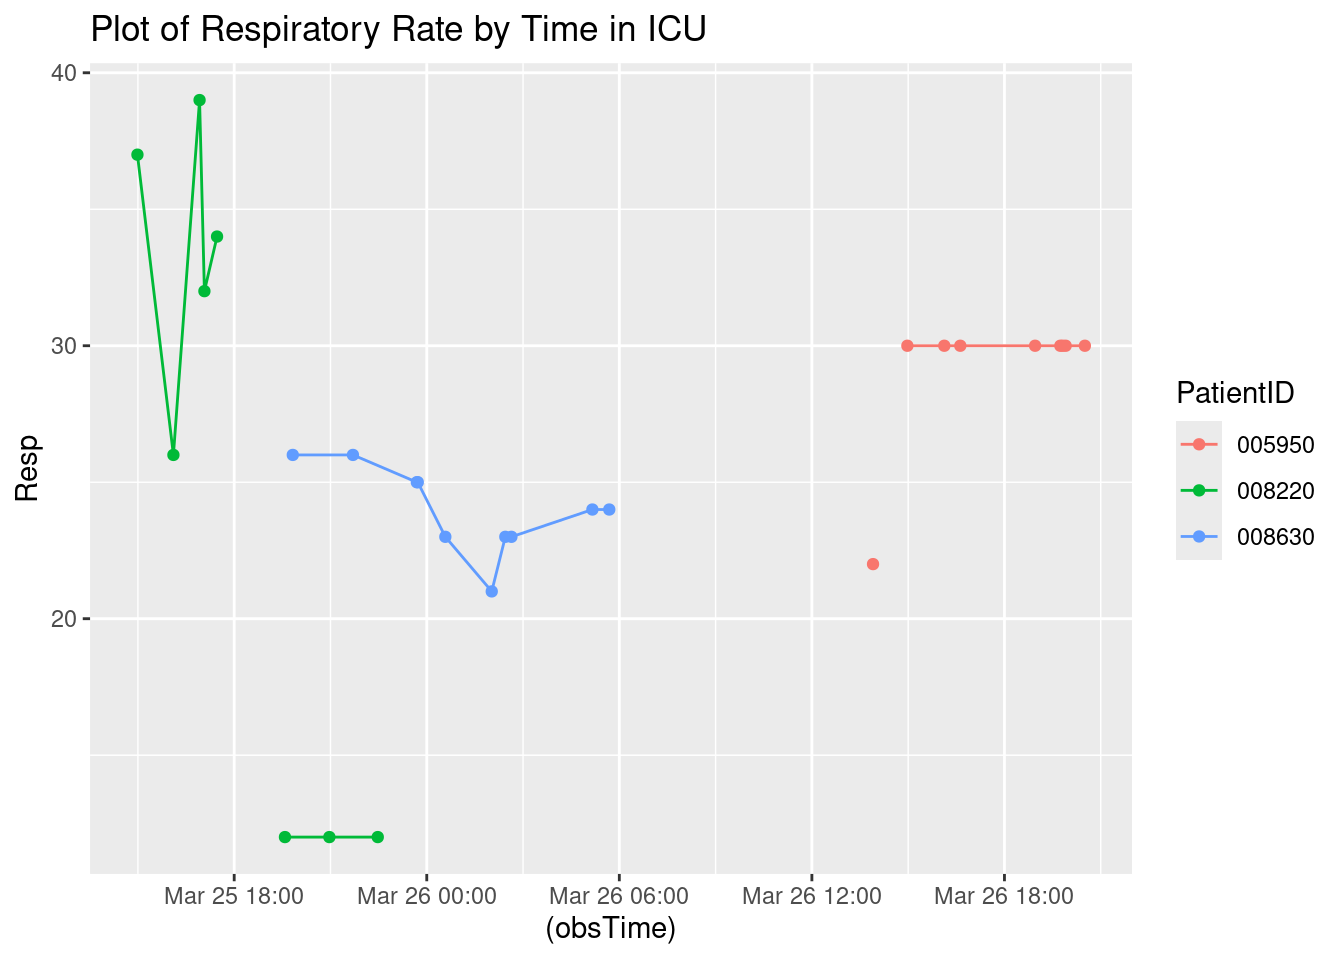 Plot of Respiratory Rate by Time in ICU
40
30
20
Resp
Mar 25 18:00
Mar 26 00:00
Mar 26 06:00
Mar 26 12:00
Mar 26 18:00
(obsTime)
PatientID
005950
008220
008630